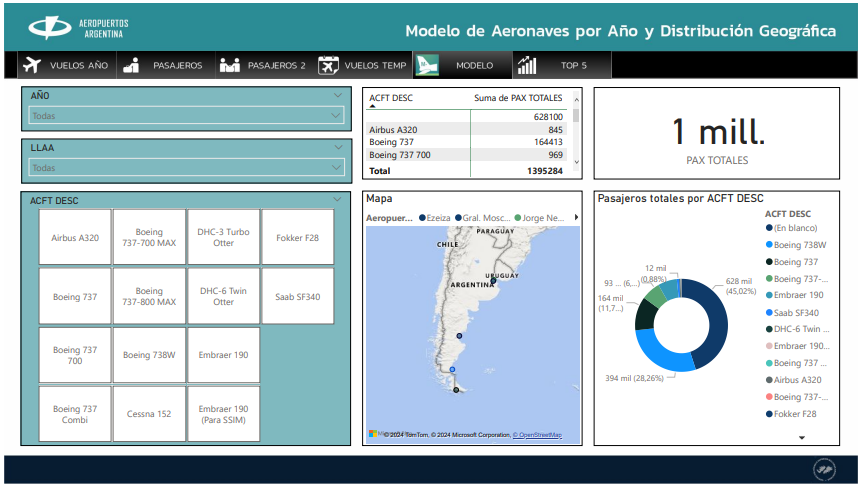 AEROPUERTOS
ARGENTINA
Modelo de Aeronaves por Año y Distribución Geográfica
VUELOS AÑO
PASAJEROS
PASAJEROS 2
VUELOS TEMP
MODELO
TOP 5
AÑO
Todas
LLAA
Todas
ACFT DESC
Airbus A320
Boeing
737-700 MAX
DHC-3 Turbo
Otter
Fokker F28
Boeing 737
Boeing
737-800 MAX
DHC-6 Twin
Otter
Saab SF340
Boeing 737
700
Boeing 738W
Embraer 190
Boeing 737
Combi
Cessna 152
Embraer 190
(Para SSIM)
ACFT DESC Suma de PAX TOTALES
628100
Airbus A320 845
Boeing 737 164413
Boeing 737 700 969
Total 1395284
1 mill.
PAX TOTALES
Mapa
Aeropuer... Ezeiza Gral. Mosc... Jorge Ne...
PARAGUAY
CHILE
URUGUAY
ARGENTINA
© 2024 TomTom, © 2024 Microsoft Corporation, © OpenStreetMap
Pasajeros totales por ACFT DESC
12 mil
(0,88%)
93 ... (6,...)
164 mil
(11,7...)
628 mil
(45,02%)
394 mil (28,26%)
ACFT DESC
(En blanco)
Boeing 738W
Boeing 737
Boeing 737-...
Embraer 190
Saab SF340
DHC-6 Twin ...
Embraer 190...
Boeing 737 ...
Airbus A320
Boeing 737-...
Fokker F28